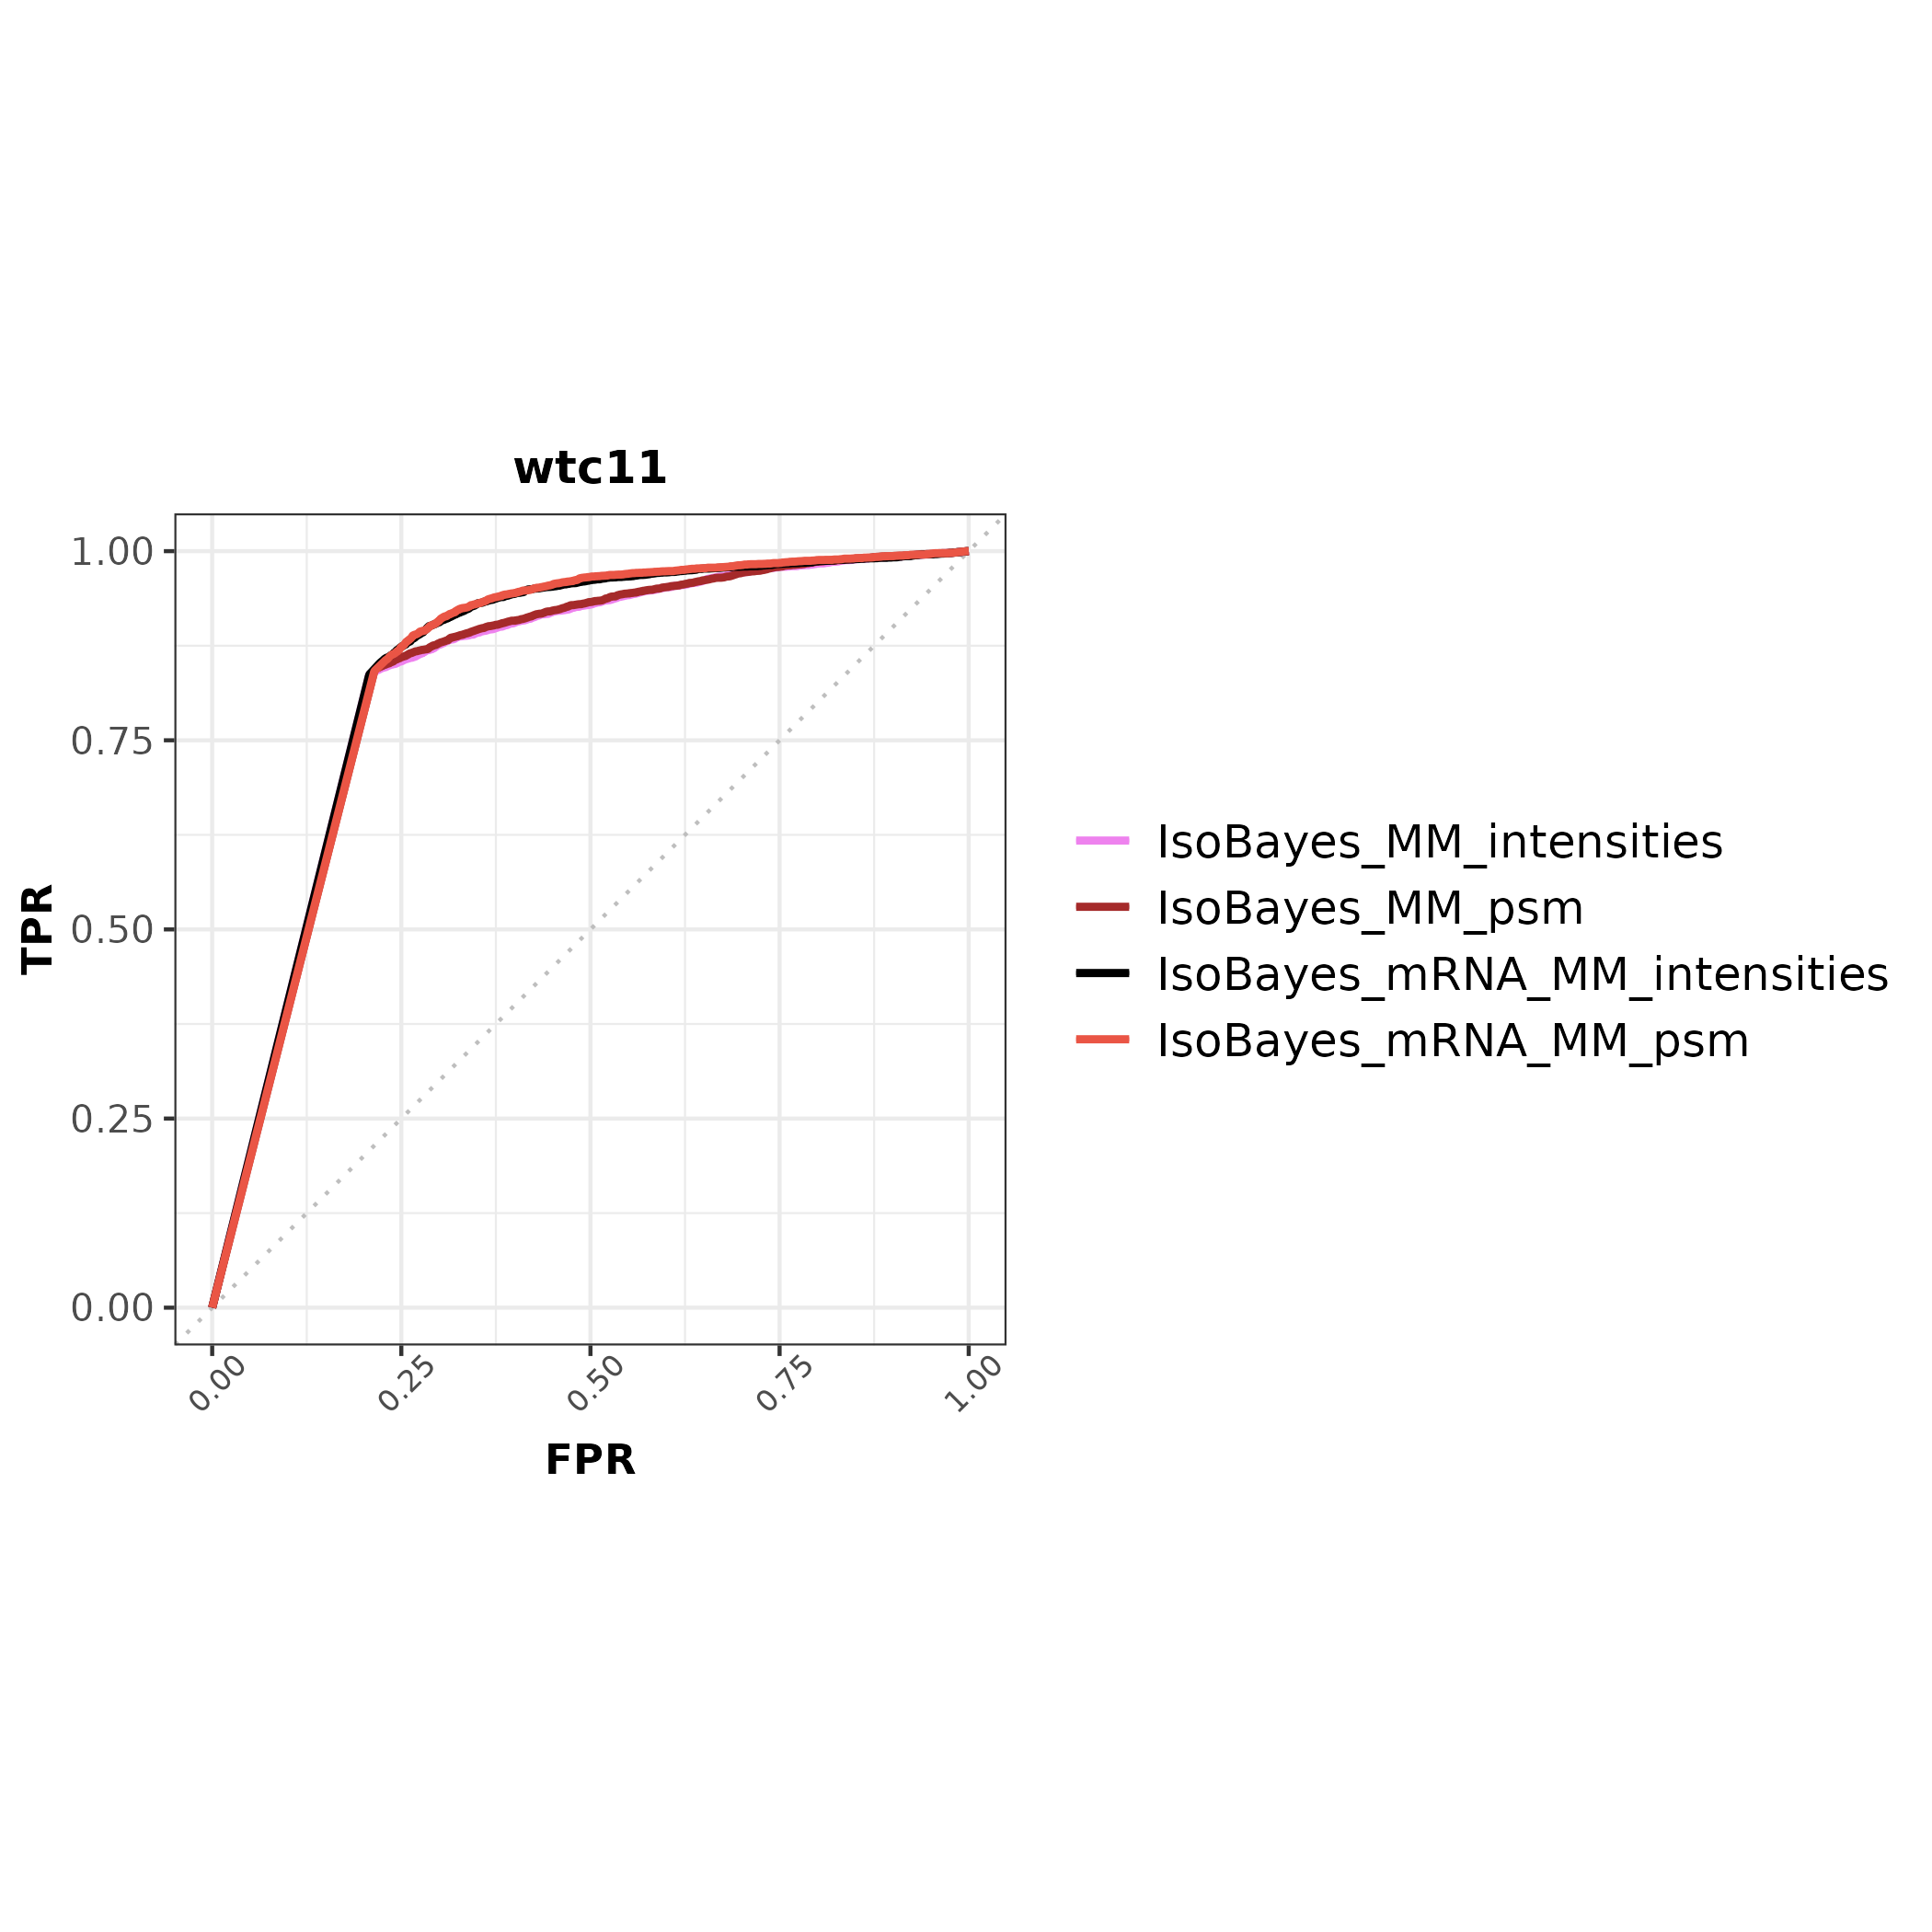 wtc11
1.00
0.75
0.50
0.25
0.00
TPR
0.00
0.25
0.50
0.75
1.00
FPR
IsoBayes_MM_intensities
IsoBayes_MM_psm
IsoBayes_mRNA_MM_intensities
IsoBayes_mRNA_MM_psm